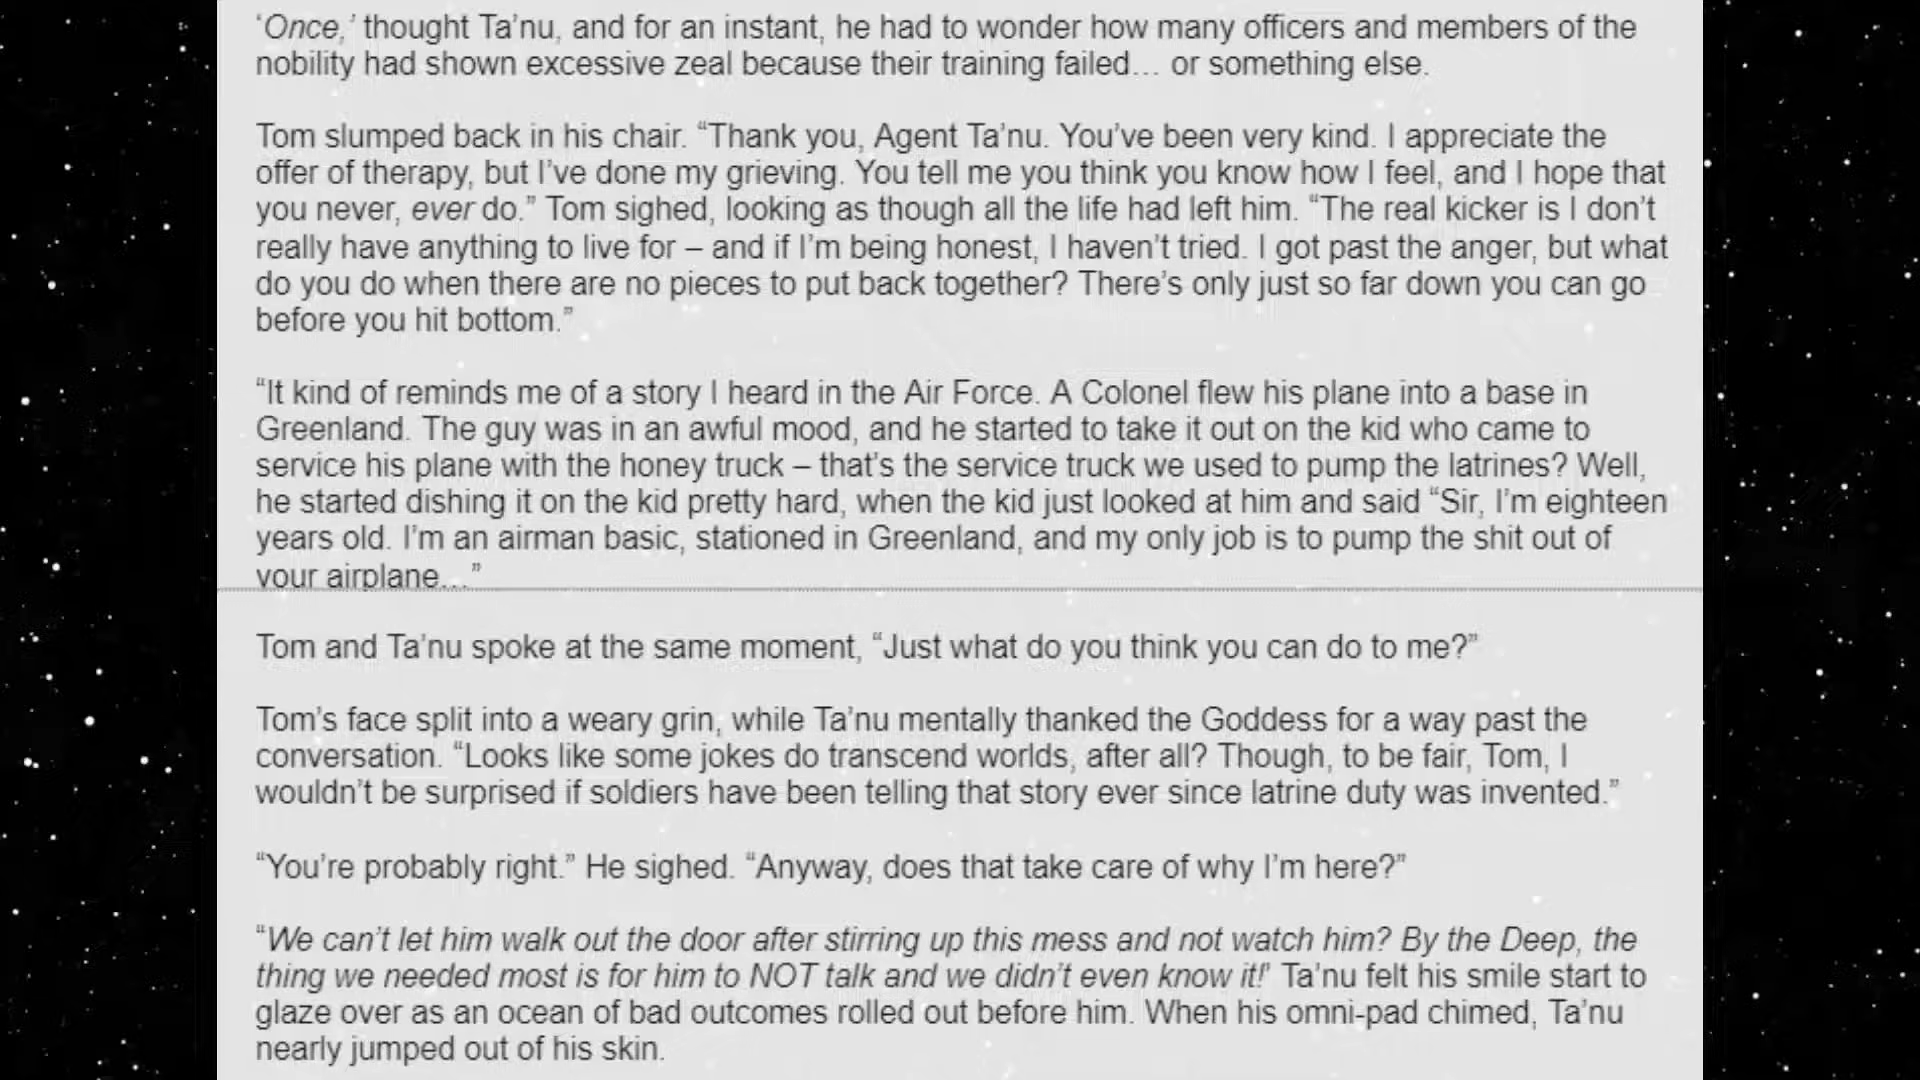 ‘Once,’ thought Ta’nu, and for an instant, he had to wonder how many officers and members of the
nobility had shown excessive zeal because their training failed… or something else.
Tom slumped back in his chair. “Thank you, Agent Ta’nu. You’ve been very kind. I appreciate the
offer of therapy, but I’ve done my grieving. You tell me you think you know how I feel, and I hope that
you never, ever do.” Tom sighed, looking as though all the life had left him. “The real kicker is I don’t
really have anything to live for – and if I’m being honest, I haven’t tried. I got past the anger, but what
do you do when there are no pieces to put back together? There’s only just so far down you can go
before you hit bottom.”
“It kind of reminds me of a story I heard in the Air Force. A Colonel flew his plane into a base in
Greenland. The guy was in an awful mood, and he started to take it out on the kid who came to
service his plane with the honey truck – that’s the service truck we used to pump the latrines? Well,
he started dishing it on the kid pretty hard, when the kid just looked at him and said “Sir, I’m eighteen
years old. I’m an airman basic, stationed in Greenland, and my only job is to pump the shit out of
your airplane…”
Tom and Ta’nu spoke at the same moment, “Just what do you think you can do to me?”
Tom’s face split into a weary grin, while Ta’nu mentally thanked the Goddess for a way past the
conversation. “Looks like some jokes do transcend worlds, after all? Though, to be fair, Tom, I
wouldn’t be surprised if soldiers have been telling that story ever since latrine duty was invented.”
“You’re probably right.” He sighed. “Anyway, does that take care of why I’m here?”
“We can’t let him walk out the door after stirring up this mess and not watch him? By the Deep, the
thing we needed most is for him to NOT talk and we didn’t even know it!’ Ta’nu felt his smile start to
glaze over as an ocean of bad outcomes rolled out before him. When his omni-pad chimed, Ta’nu
nearly jumped out of his skin.